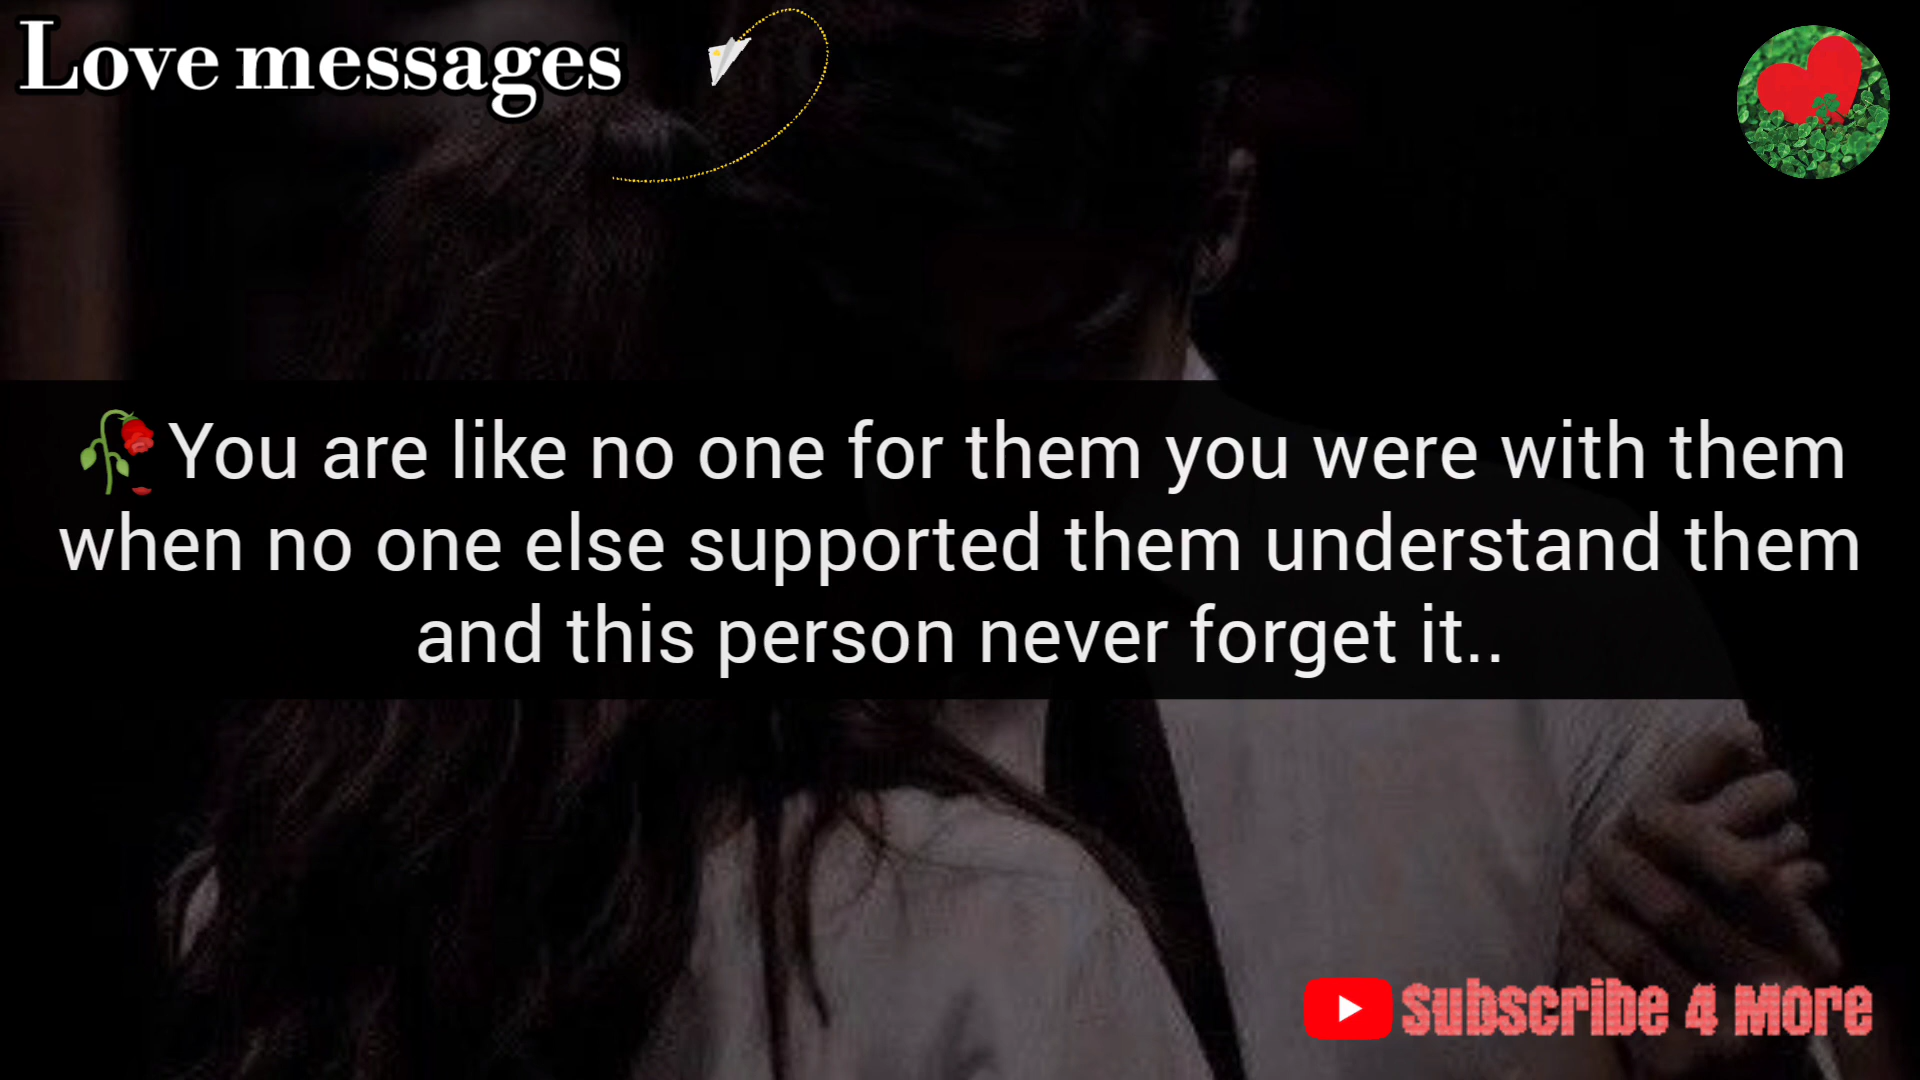 Love messages
🥀You are like no one for them you were with them
when no one else supported them understand them
and this person never forget it..
Subscribe 4 More